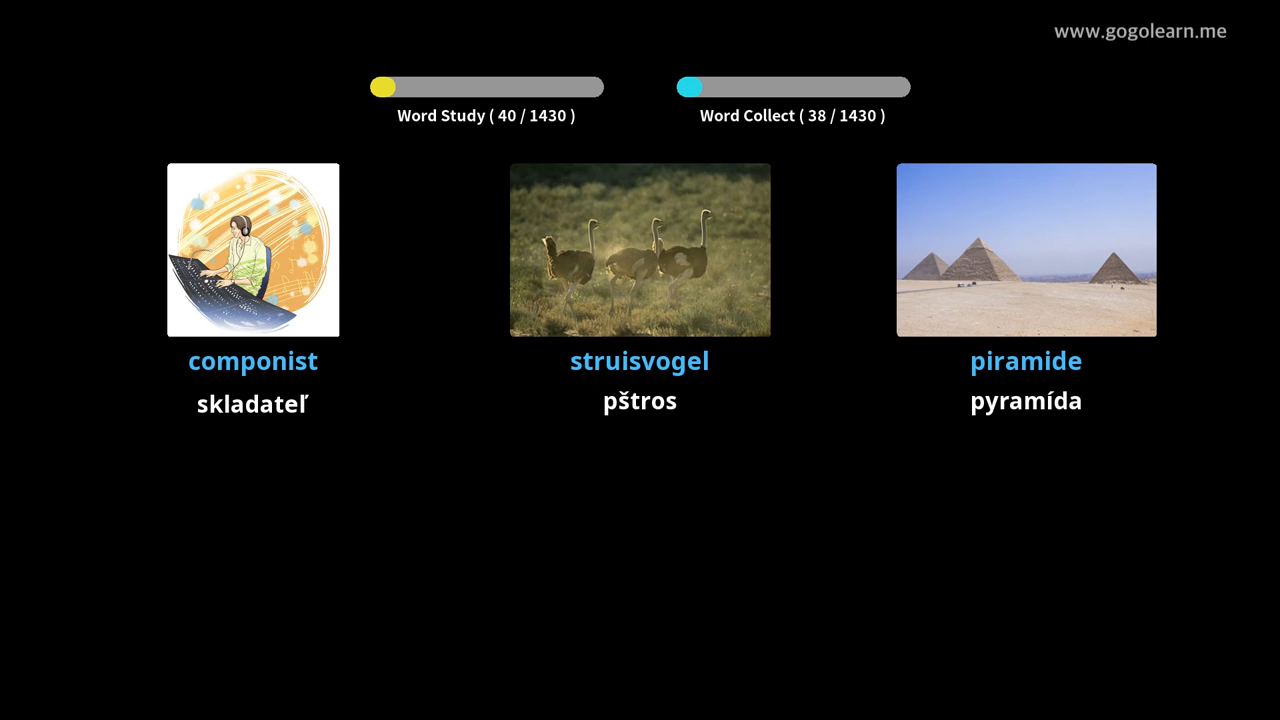 www.gogolearn.me
Word Study ( 40 / 1430 )
Word Collect ( 38 / 1430 )
componist
struisvogel
piramide
skladateľ
pštros
pyramída